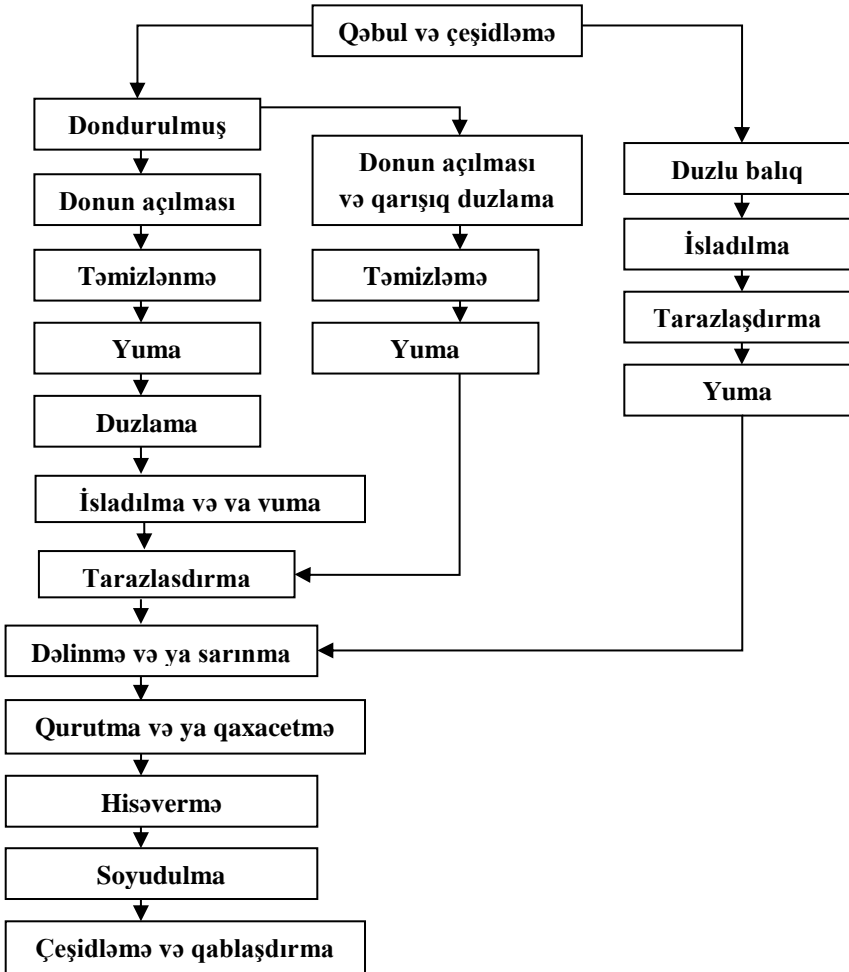 Qəbul və çeşidləmə
Dondurulmuş
Donun açılması
Təmizlənmə
Yuma
Duzlama
İsladılma və va vuma
Donun açılması
və qarışıq duzlama
Təmizləmə
Yuma
Duzlu balıq
İsladılma
Tarazlaşdırma
Yuma
Tarazlasdırma
Dəlinmə və ya sarınma
Qurutma və ya qaxacetmə
Hisəvermə
Soyudulma
Çeşidləmə və qablaşdırma